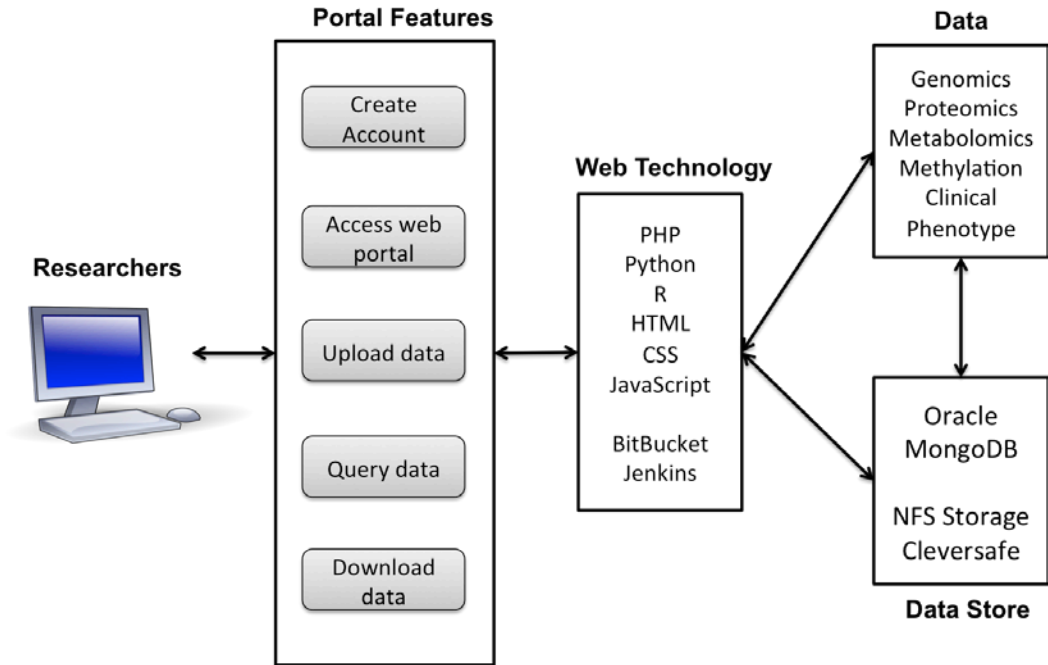 Researchers
Portal Features
Create
Account
Access web
portal
Upload data
Query data
Download
data
Web Technology
PHP
Python
R
HTML
CSS
JavaScript
BitBucket
Jenkins
Data
Genomics
Proteomics
Metabolomics
Methylation
Clinical
Phenotype
Oracle
MongoDB
NFS Storage
Cleversafe
Data Store